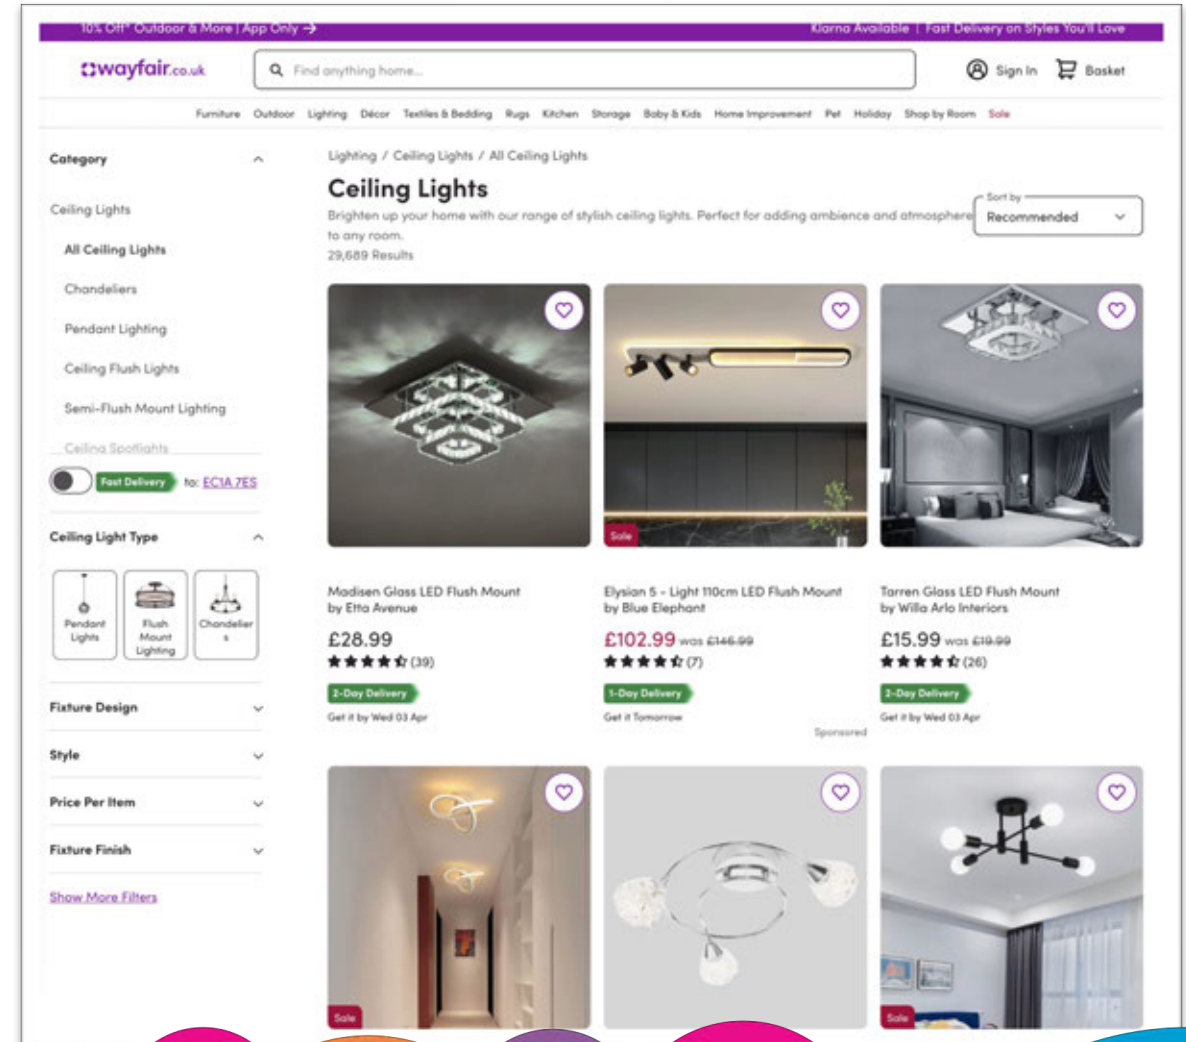 10% Off* Outdoor & More | App Only →
Klarna Available | Fast Delivery on Styles You'll Love
wayfair.co.uk
Find anything home...
Sign In
Basket
Furniture Outdoor Lighting Décor Textiles & Bedding Rugs Kitchen Storage Baby & Kids Home Improvement Pet Holiday Shop by Room Sale
Category
Ceiling Lights
All Ceiling Lights
Chandeliers
Pendant Lighting
Ceiling Flush Lights
Semi-Flush Mount Lighting
Ceiling Spotlights
Fast Delivery to: EC1A 7ES
Ceiling Light Type
Pendant
Lights
Flush
Mount
Lighting
Chandelier
s
Fixture Design
Style
Price Per Item
Fixture Finish
Show More Filters
Lighting / Ceiling Lights / All Ceiling Lights
Ceiling Lights
Brighten up your home with our range of stylish ceiling lights. Perfect for adding ambience and atmosphere
to any room.
29,689 Results
Sort by
Recommended
Sale
Madisen Glass LED Flush Mount
by Etta Avenue
£28.99
(39)
2-Day Delivery
Get it by Wed 03 Apr
Elysian 5 - Light 110cm LED Flush Mount
by Blue Elephant
£102.99 was £146.99
(7)
1-Day Delivery
Get it Tomorrow
Sponsored
Tarren Glass LED Flush Mount
by Willa Arlo Interiors
£15.99 was £19.99
(26)
2-Day Delivery
Get it by Wed 03 Apr
Sale
Sale